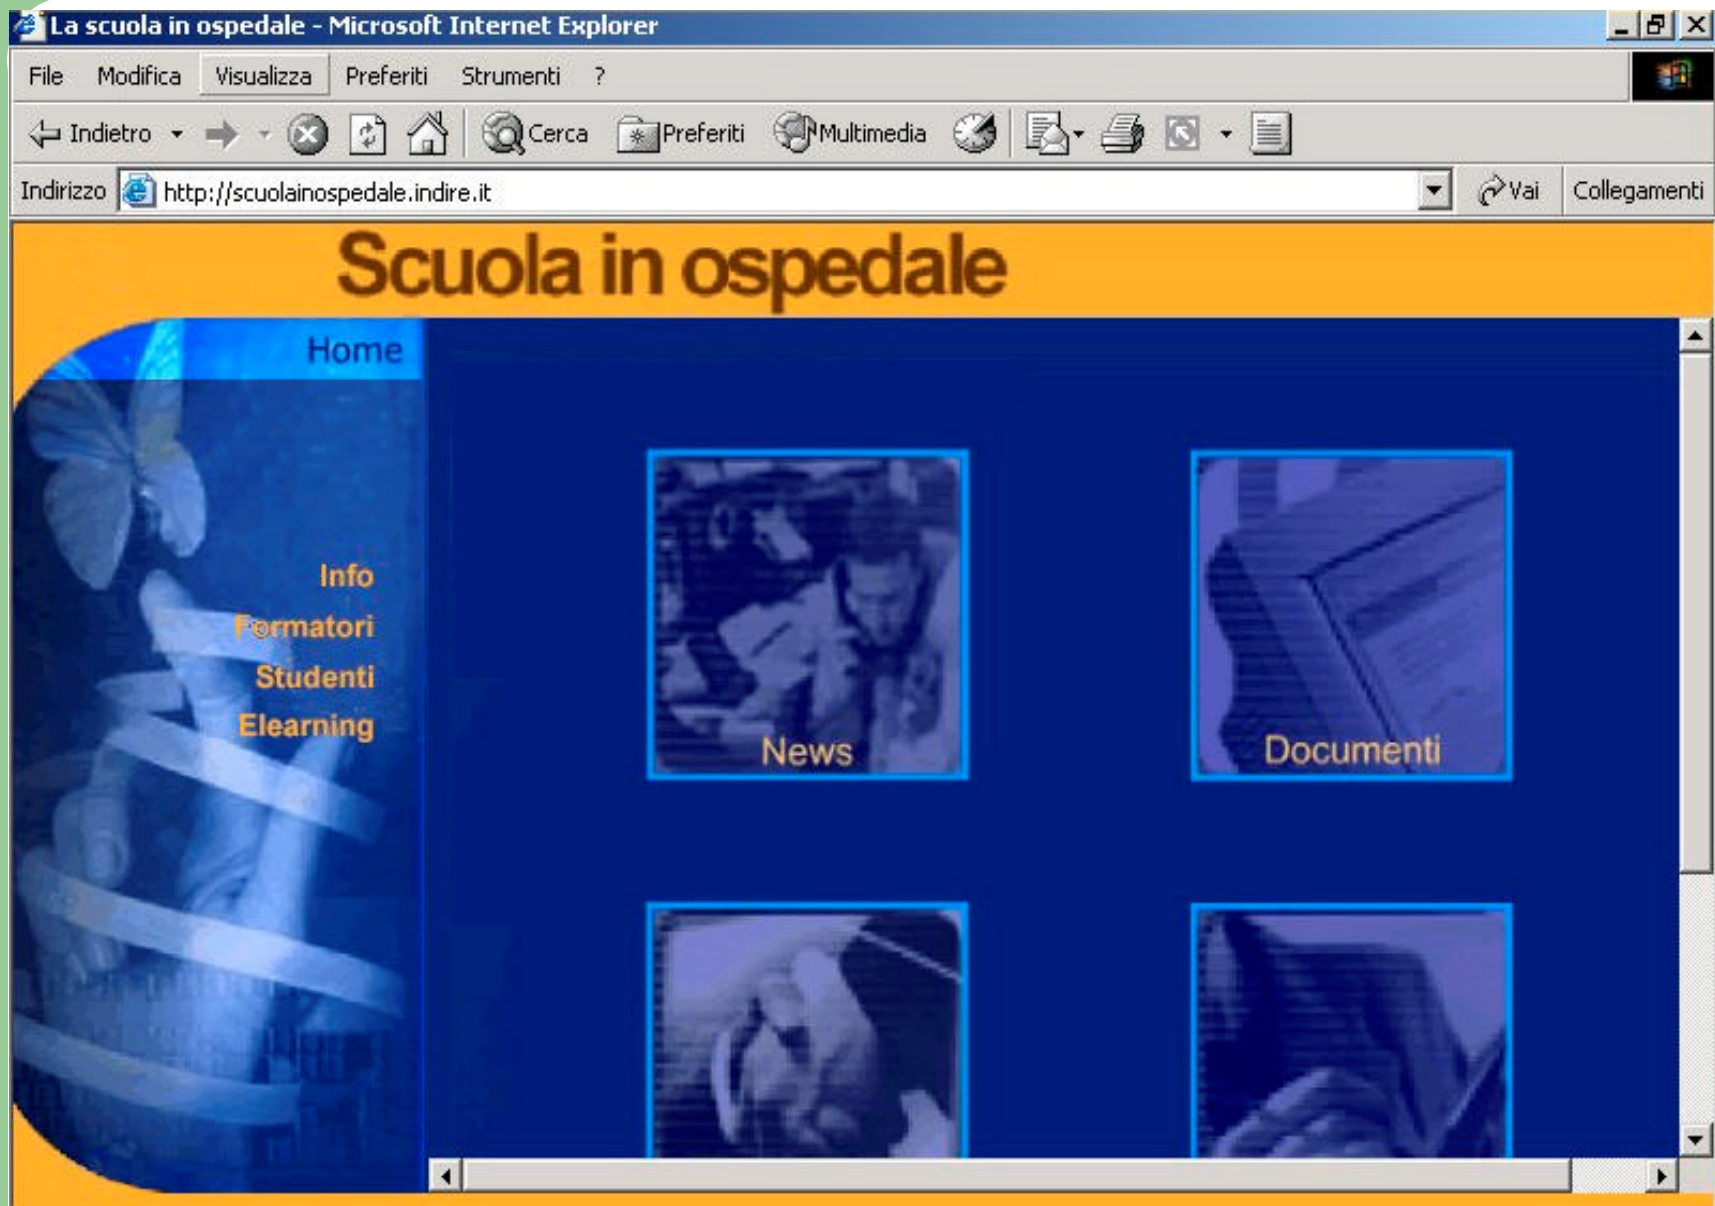 La scuola in ospedale - Microsoft Internet Explorer
File Modifica Visualizza Preferiti Strumenti ?
Indietro Cerca Preferiti Multimedia
Indirizzo http://scuolainospedale.indire.it Vai Collegamenti
Scuola in ospedale
Home
Info
Formatori
Studenti
Elearning
News
Documenti